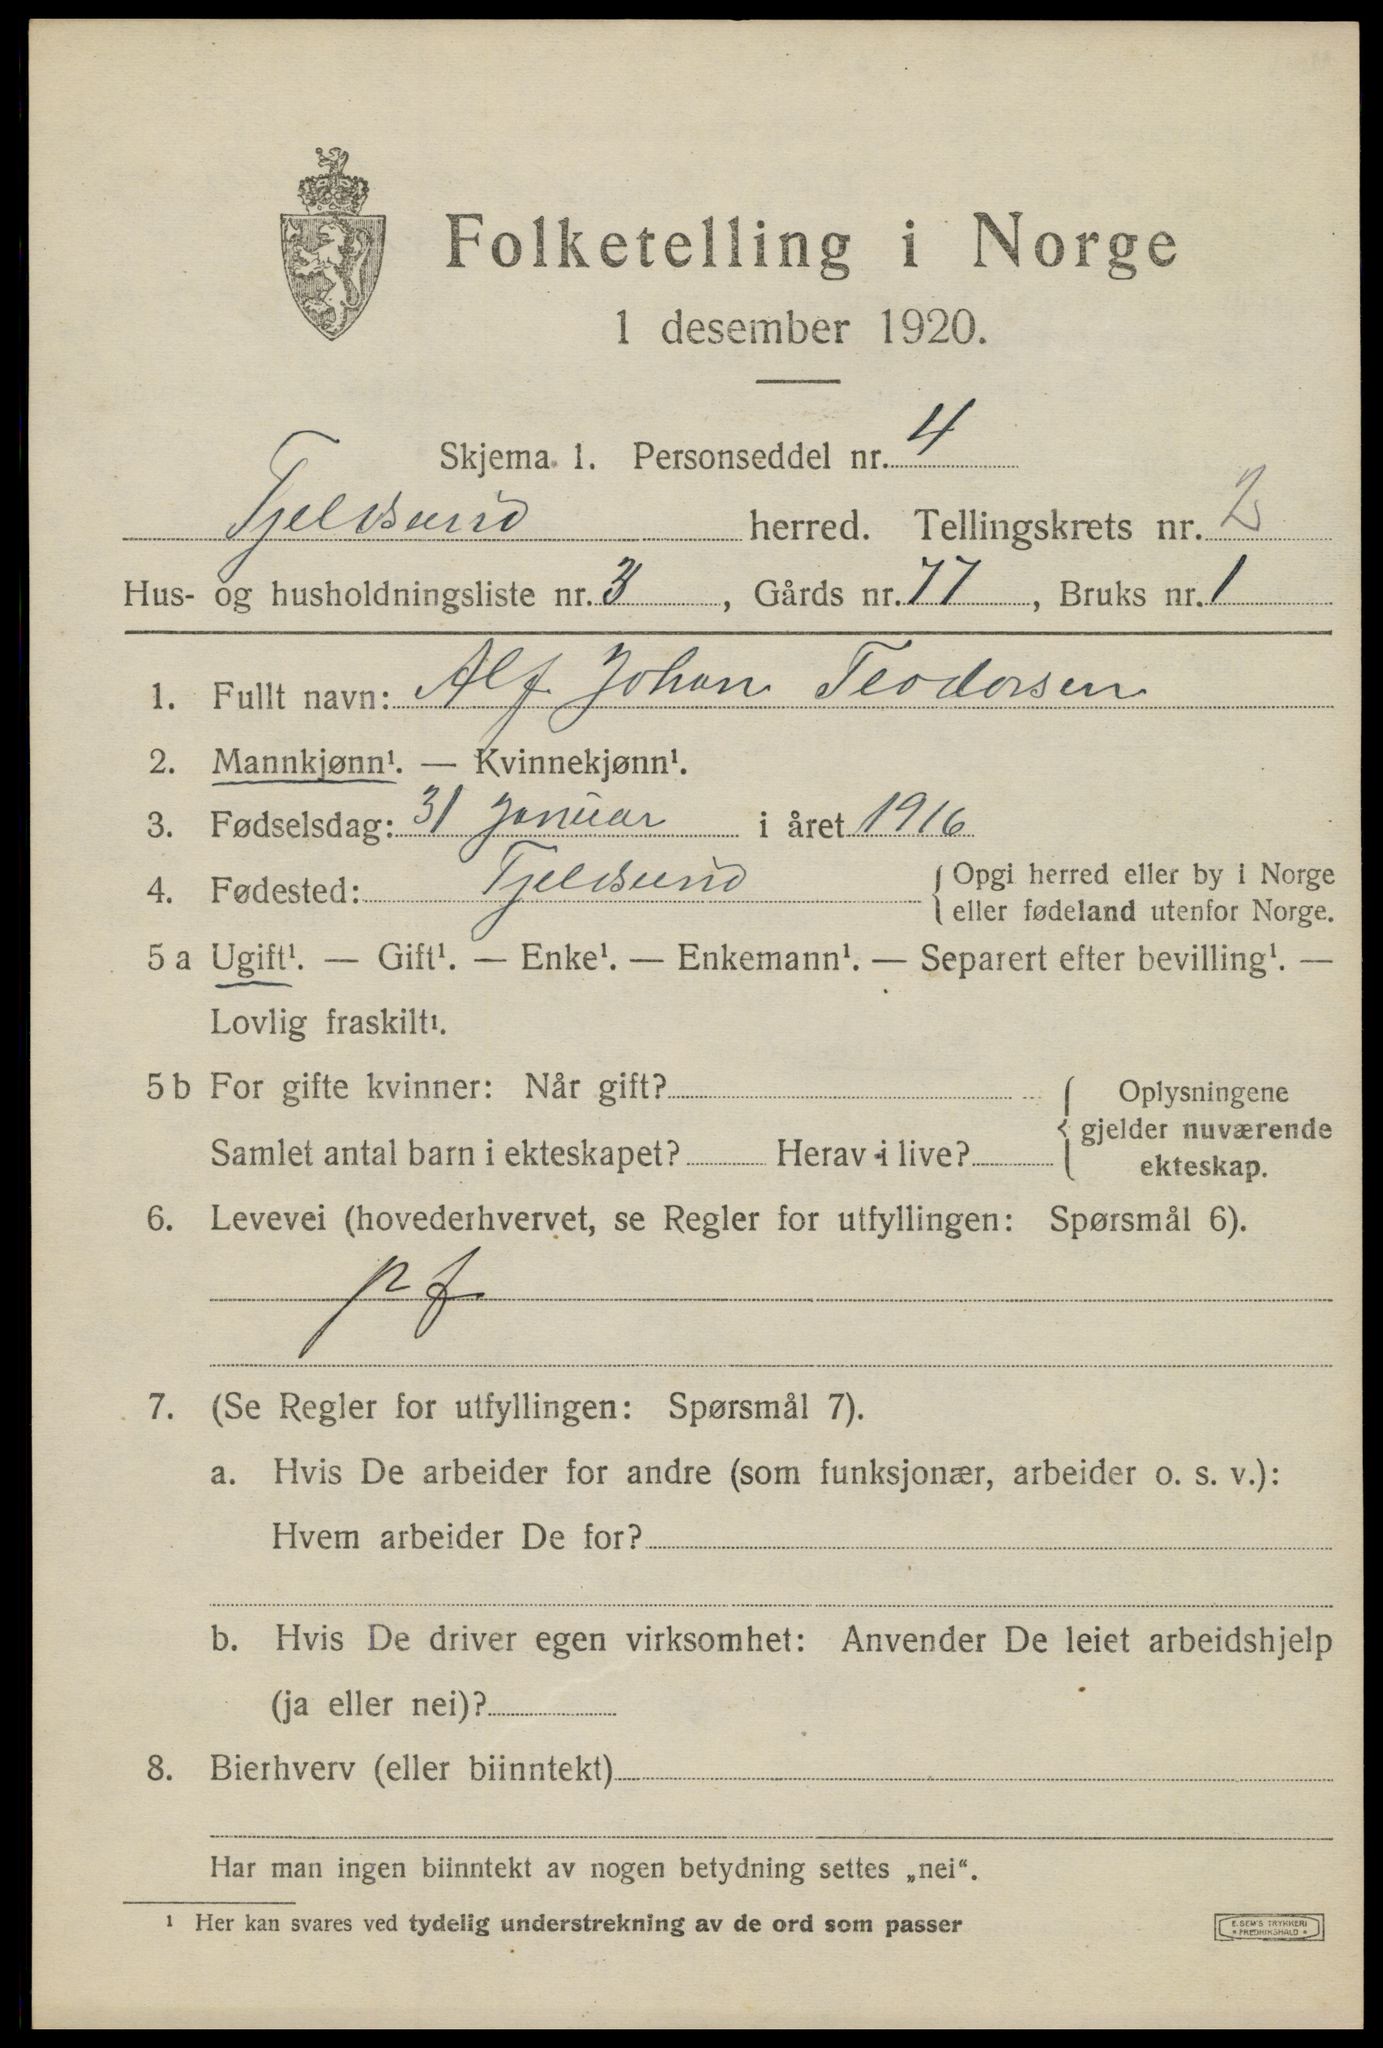 Folketelling i Norge
1 desember 1920.
Skjema 1. Personseddel nr. 4
Tjeldsund herred. Tellingskrets nr. 2
Hus- og husholdningsliste nr. 3, Gårds nr. 77, Bruks nr. 1
1. Fullt navn: Alf Johan Teodorsen
2. Mannkjønn¹. — Kvinnekjønn¹.
3. Fødselsdag: 31 Januar i året 1916
4. Fødested: Tjeldsund { Opgi herred eller by i Norge
eller fødeland utenfor Norge.
5 a Ugift¹. — Gift¹. — Enke¹. — Enkemann¹. — Separert efter bevilling¹. —
Lovlig fraskilt¹.
5 b For gifte kvinner: Når gift? { Oplysningene
gjelder nuværende
Samlet antal barn i ekteskapet? Herav i live?
ekteskap.
6. Levevei (hovederhvervet, se Regler for utfyllingen: Spørsmål 6).
pf
7. (Se Regler for utfyllingen: Spørsmål 7).
a. Hvis De arbeider for andre (som funksjonær, arbeider o. s. v.):
Hvem arbeider De for?
b. Hvis De driver egen virksomhet: Anvender De leiet arbeidshjelp
(ja eller nei)?
8. Bierhverv (eller biinntekt)
Har man ingen biinntekt av nogen betydning settes „nei“.
¹ Her kan svares ved tydelig understrekning av de ord som passer
E. SEM'S TRYKKERI
* FREDRIKSHALD *